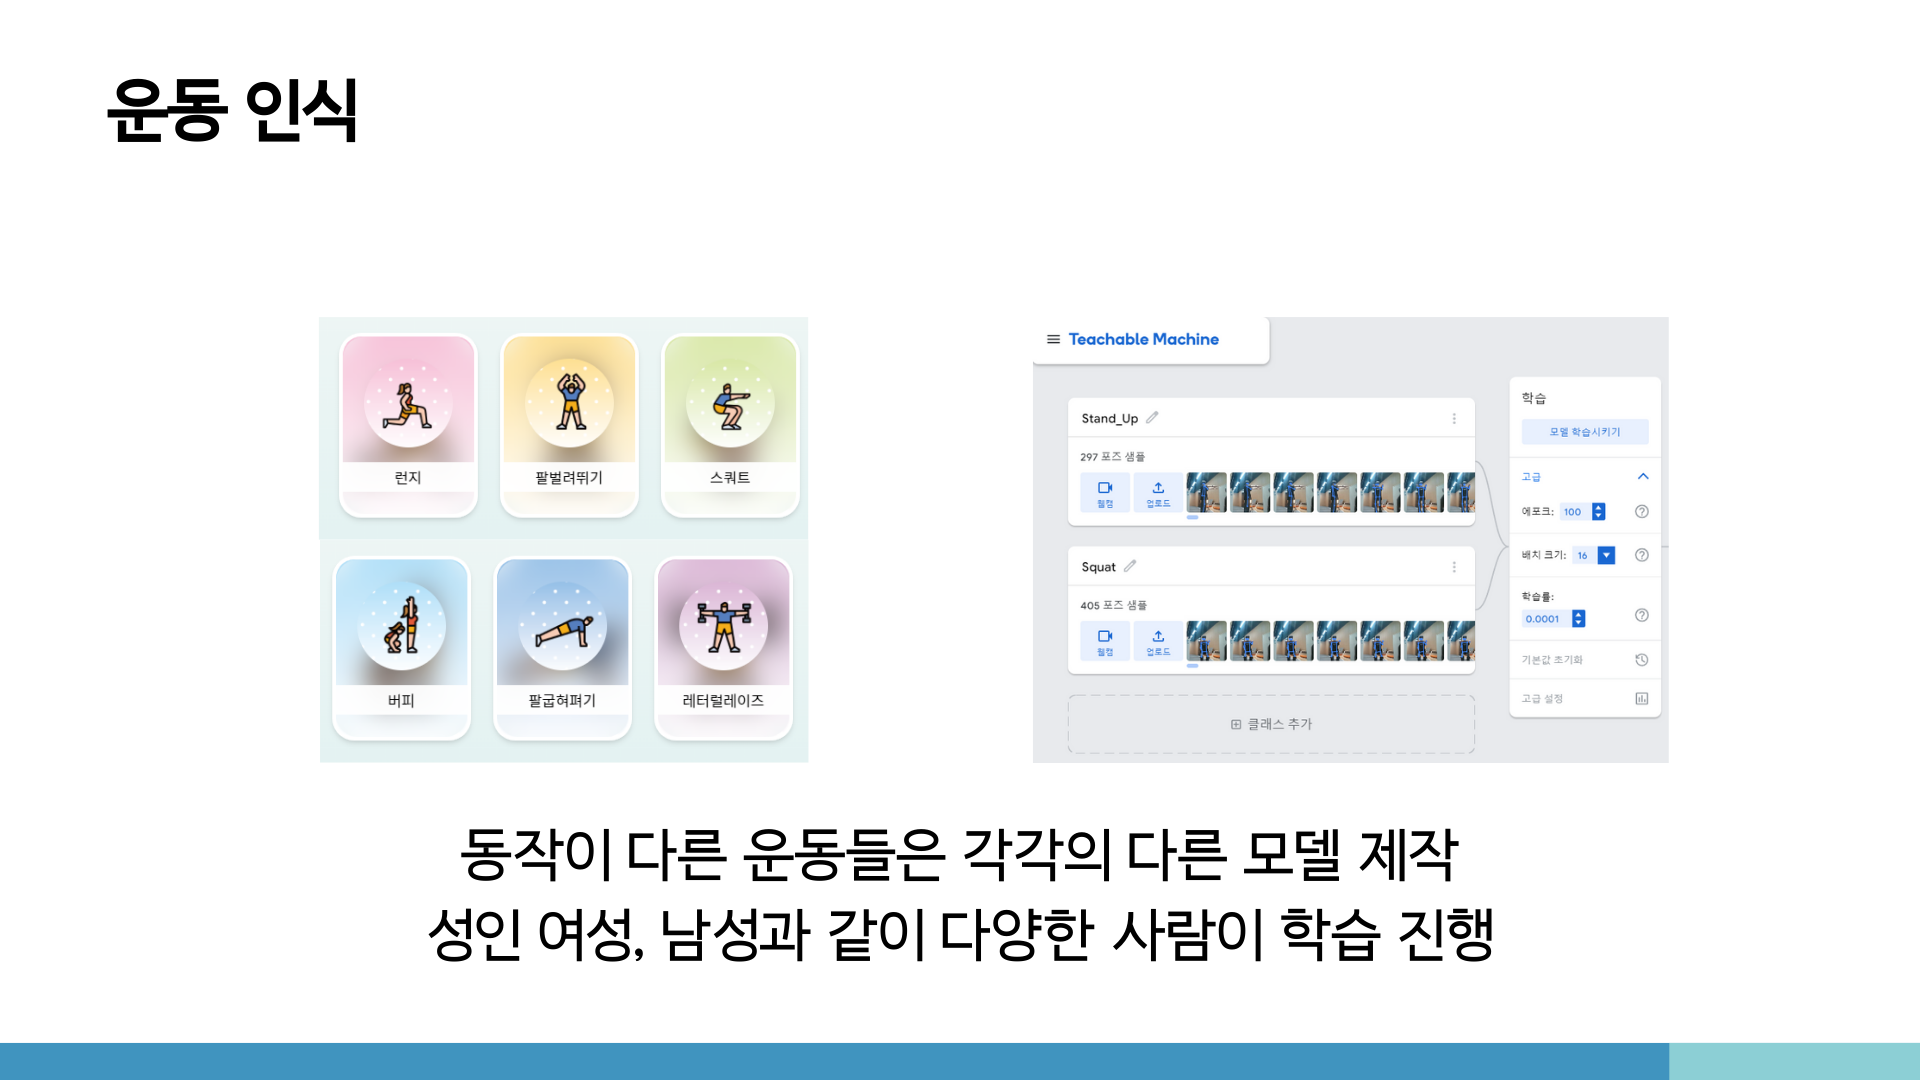 운동 인식
런지
팔벌려뛰기
스쿼트
버피
팔굽혀펴기
레터럴레이즈
Teachable Machine
Stand_Up
297 포즈 샘플
웹캠
업로드
Squat
405 포즈 샘플
웹캠
업로드
클래스 추가
학습
모델 학습시키기
고급
에포크: 100
배치 크기: 16
학습률:
0.0001
기본값 초기화
고급 설정
동작이 다른 운동들은 각각의 다른 모델 제작
성인 여성, 남성과 같이 다양한 사람이 학습 진행